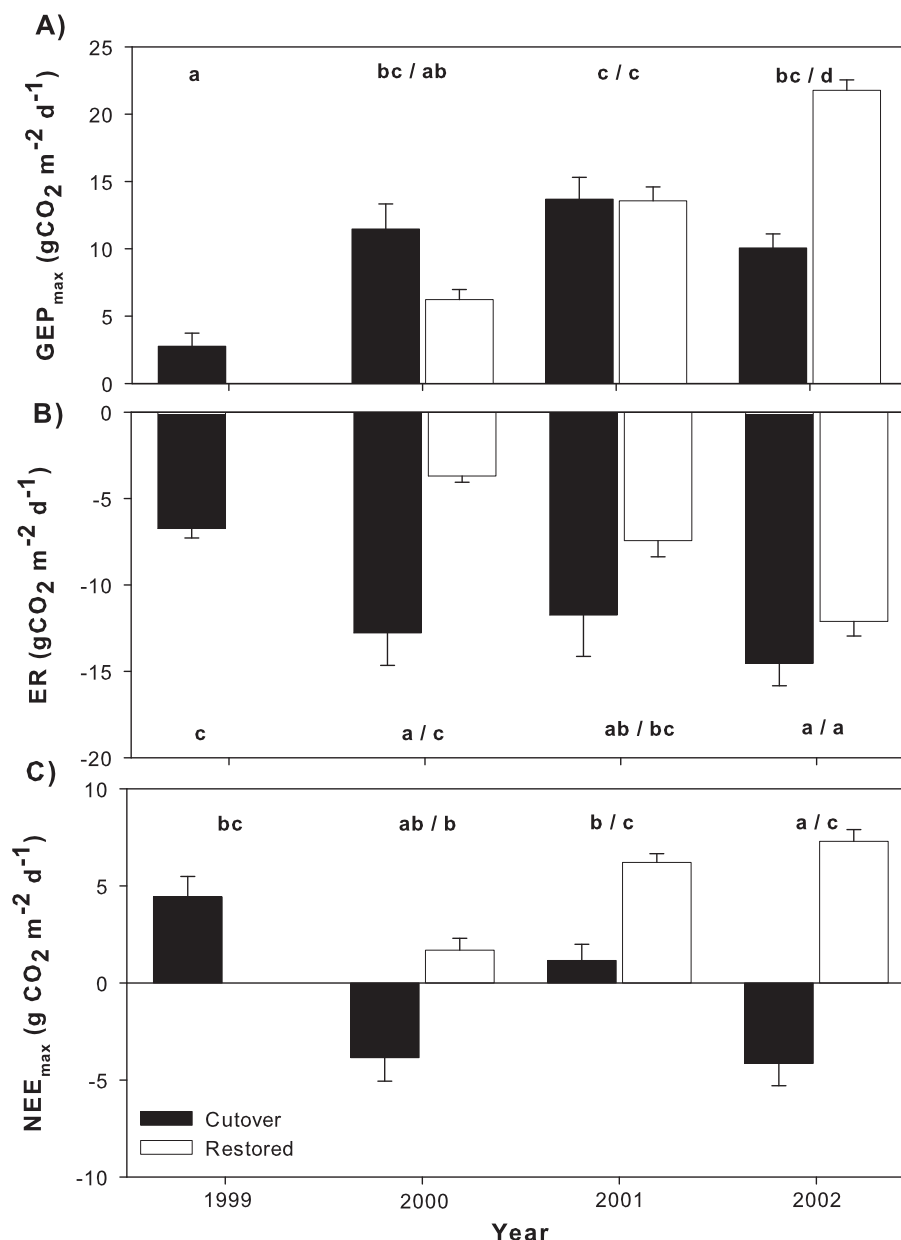 A)
GEPmax (gCO2 m-2 d-1)
25
20
15
10
5
0
a
bc / ab
c / c
bc / d
B)
ER (gCO2 m-2 d-1)
0
-5
-10
-15
-20
c
a / c
ab / bc
a / a
C)
NEEmax (g CO2 m-2 d-1)
10
5
0
-5
-10
bc
ab / b
b / c
a / c
Cutover
Restored
1999 2000 2001 2002
Year